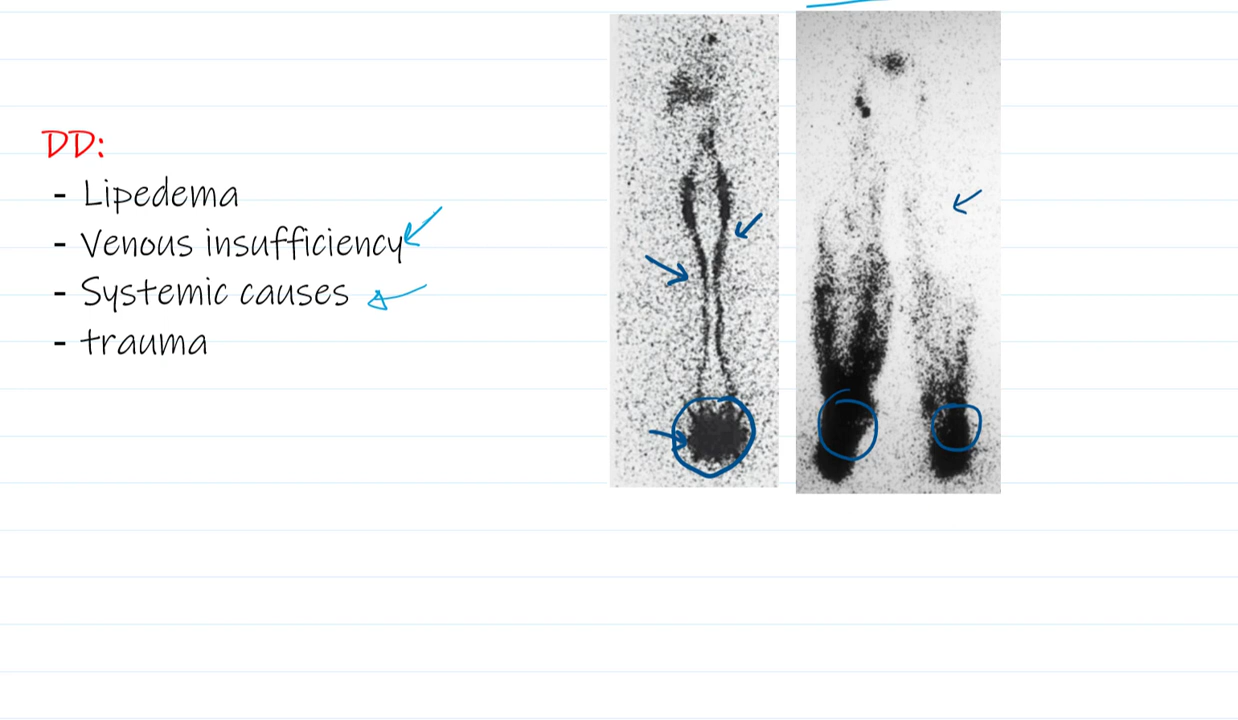 DD:
- Lipedema
- Venous insufficiency
- Systemic causes
- trauma